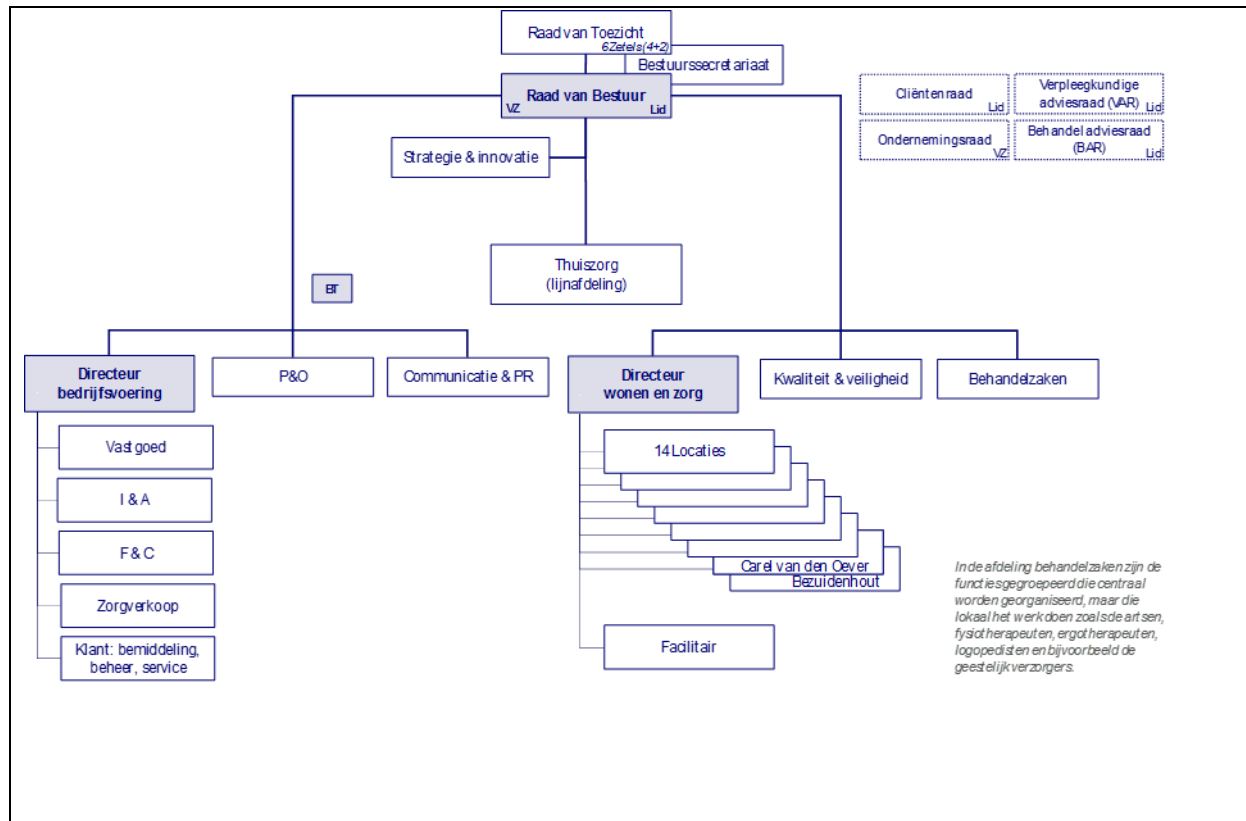 Raad van Toezicht
6Zetels(4+2)
Bestuurssecretariaat
Raad van Bestuur
VZ
Lid
Cliëntenraad
Lid
Verpleegkundige
adviesraad (VAR)
Lid
Ondernemingsraad
VZ
Behandel adviesraad
(BAR)
Lid
Strategie & innovatie
Thuiszorg
(lijnafdeling)
BT
Directeur
bedrijfsvoering
P&O
Communicatie & PR
Directeur
wonen en zorg
Kwaliteit & veiligheid
Behandelzaken
Vastgoed
I & A
F & C
Zorgverkoop
Klant: bemiddeling,
beheer, service
14 Locaties
Carel van den Oever
Bezuidenhout
Facilitair
In de afdeling behandelzaken zijn de
functies gegroepeerd die centraal
worden georganiseerd, maar die
lokaal het werk doen zoals de artsen,
fysiotherapeuten, ergotherapeuten,
logopedisten en bijvoorbeeld de
geestelijk verzorgers.